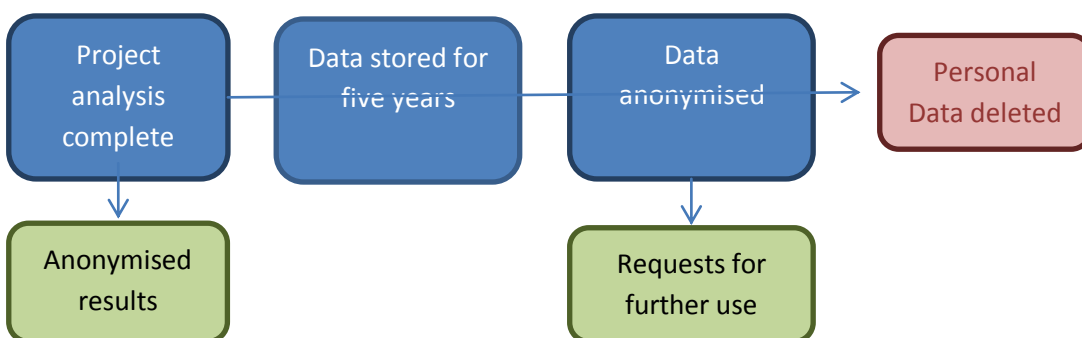 Project
analysis
complete
Data stored for
five years
Data
anonymised
Personal
Data deleted
Anonymised
results
Requests for
further use